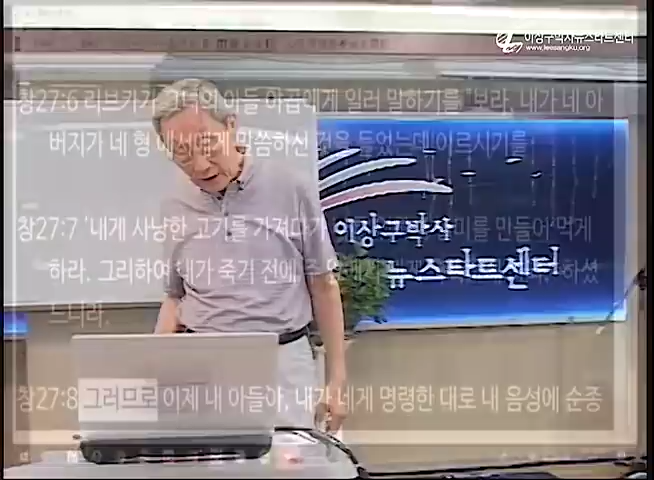 이상구박사뉴스타트센터
www.leesangku.org
창27:6 리브카가 그녀의 아들 야곱에게 일러 말하기를 '보라, 내가 네 아
버지가 네 형 에서에게 말씀하신 것을 들었는데 이르시기를
창27:7 '내게 사냥한 고기를 가져다가 미를 만들어 먹게
하라. 그리하여 내가 죽기 전에 하셨
느니라.
이상구박사
뉴스타트센터
창27:8 그러므로 이제 내 아들아, 내가 네게 명령한 대로 내 음성에 순종